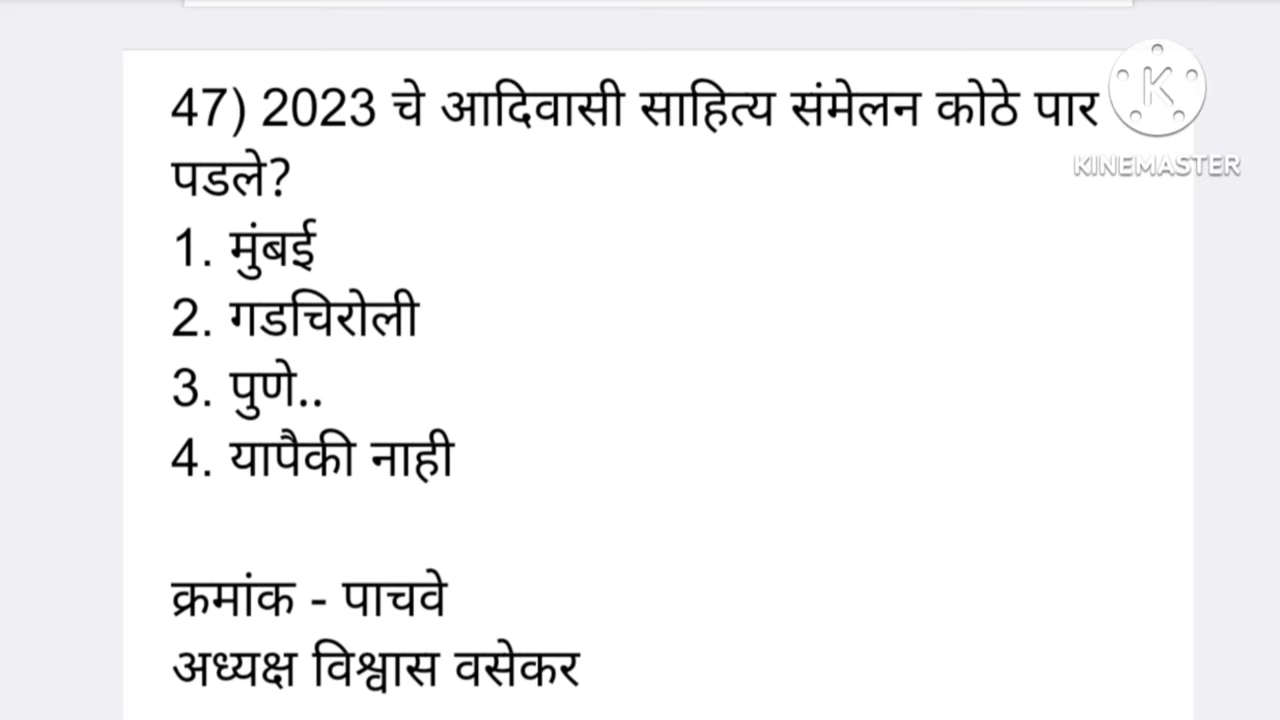 47) 2023 चे आदिवासी साहित्य संमेलन कोठे पार
पडले?
1. मुंबई
2. गडचिरोली
3. पुणे..
4. यापैकी नाही
क्रमांक - पाचवे
अध्यक्ष विश्वास वसेकर
K
KINEMASTER